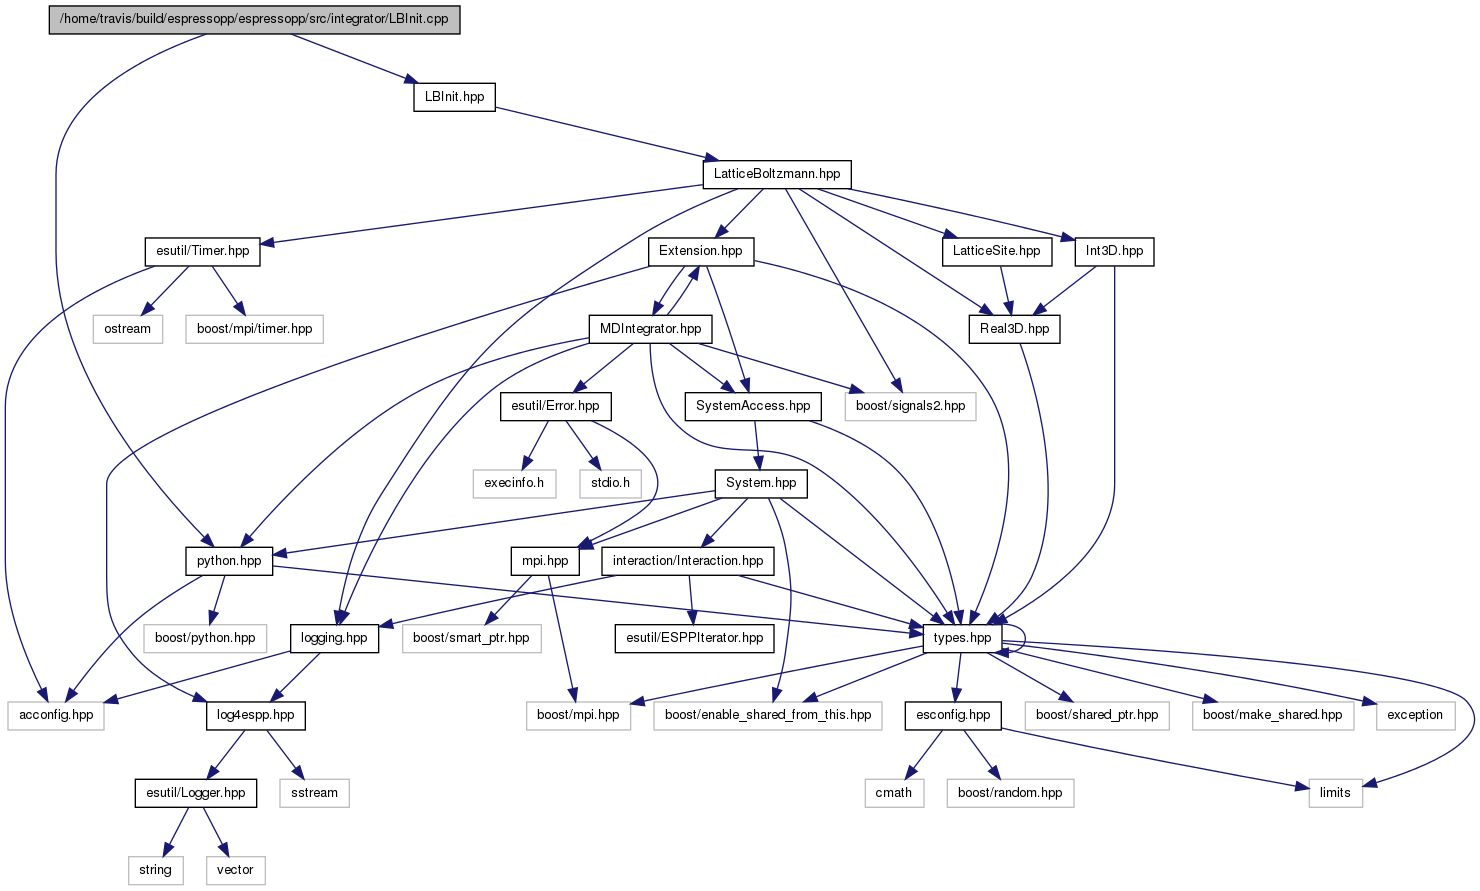 /home/travis/build/espressopp/espressopp/src/integrator/LBInit.cpp
LBInit.hpp
LatticeBoltzmann.hpp
esutil/Timer.hpp
Extension.hpp
LatticeSite.hpp
Int3D.hpp
ostream
boost/mpi/timer.hpp
MDIntegrator.hpp
Real3D.hpp
esutil/Error.hpp
SystemAccess.hpp
boost/signals2.hpp
execinfo.h
stdio.h
System.hpp
python.hpp
mpi.hpp
interaction/Interaction.hpp
boost/python.hpp
logging.hpp
boost/smart_ptr.hpp
esutil/ESPPIterator.hpp
types.hpp
acconfig.hpp
log4espp.hpp
boost/mpi.hpp
boost/enable_shared_from_this.hpp
esconfig.hpp
boost/shared_ptr.hpp
boost/make_shared.hpp
exception
esutil/Logger.hpp
sstream
cmath
boost/random.hpp
limits
string
vector